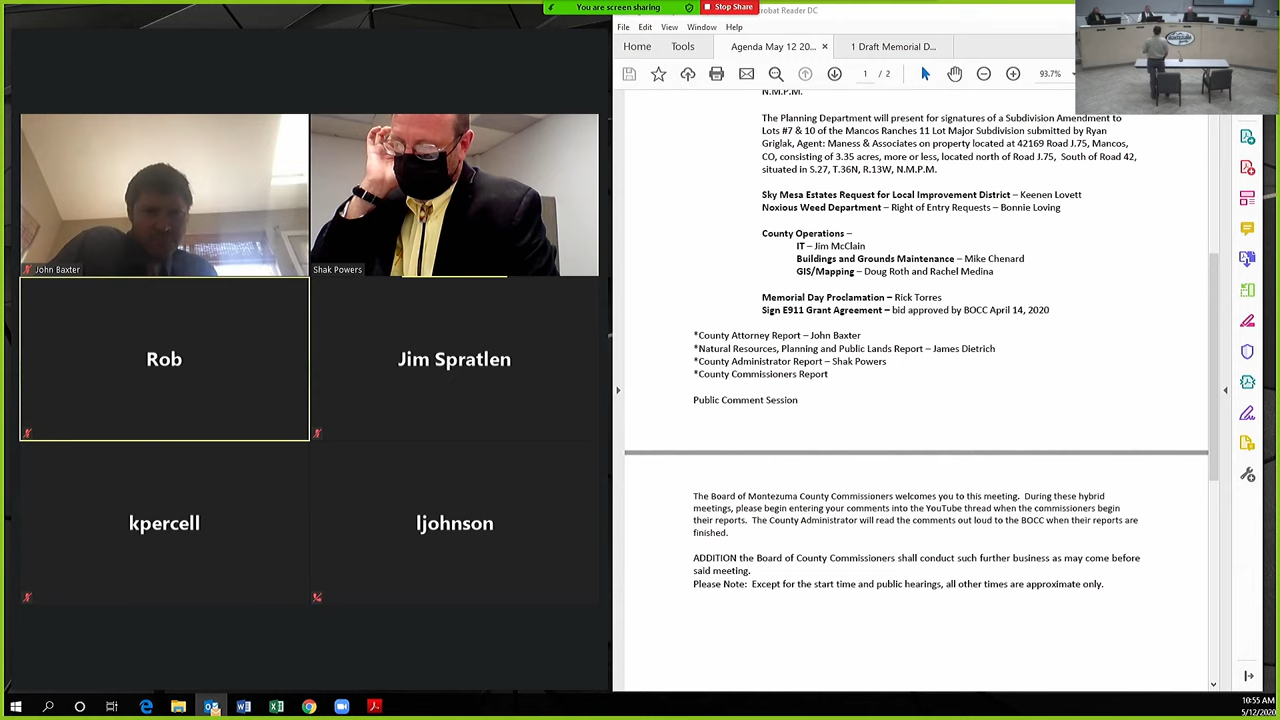 You are screen sharing
Stop Share
robat Reader DC
File Edit View Window Help
Home Tools Agenda May 12 20... × 1 Draft Memorial D...
1 / 2
93.7%
MONTEZUMA
N.M.P.M.
The Planning Department will present for signatures of a Subdivision Amendment to
Lots #7 & 10 of the Mancos Ranches 11 Lot Major Subdivision submitted by Ryan
Griglak, Agent: Maness & Associates on property located at 42169 Road J.75, Mancos,
CO, consisting of 3.35 acres, more or less, located north of Road J.75, South of Road 42,
situated in S.27, T.36N, R.13W, N.M.P.M.
Sky Mesa Estates Request for Local Improvement District – Keenen Lovett
Noxious Weed Department – Right of Entry Requests – Bonnie Loving
County Operations –
IT – Jim McClain
Buildings and Grounds Maintenance – Mike Chenard
GIS/Mapping – Doug Roth and Rachel Medina
Memorial Day Proclamation – Rick Torres
Sign E911 Grant Agreement – bid approved by BOCC April 14, 2020
*County Attorney Report – John Baxter
*Natural Resources, Planning and Public Lands Report – James Dietrich
*County Administrator Report – Shak Powers
*County Commissioners Report
Public Comment Session
The Board of Montezuma County Commissioners welcomes you to this meeting. During these hybrid
meetings, please begin entering your comments into the YouTube thread when the commissioners begin
their reports. The County Administrator will read the comments out loud to the BOCC when their reports are
finished.
ADDITION the Board of County Commissioners shall conduct such further business as may come before
said meeting.
Please Note: Except for the start time and public hearings, all other times are approximate only.
John Baxter
Shak Powers
Rob
Jim Spratlen
kpercell
ljohnson
10:55 AM
5/12/2020